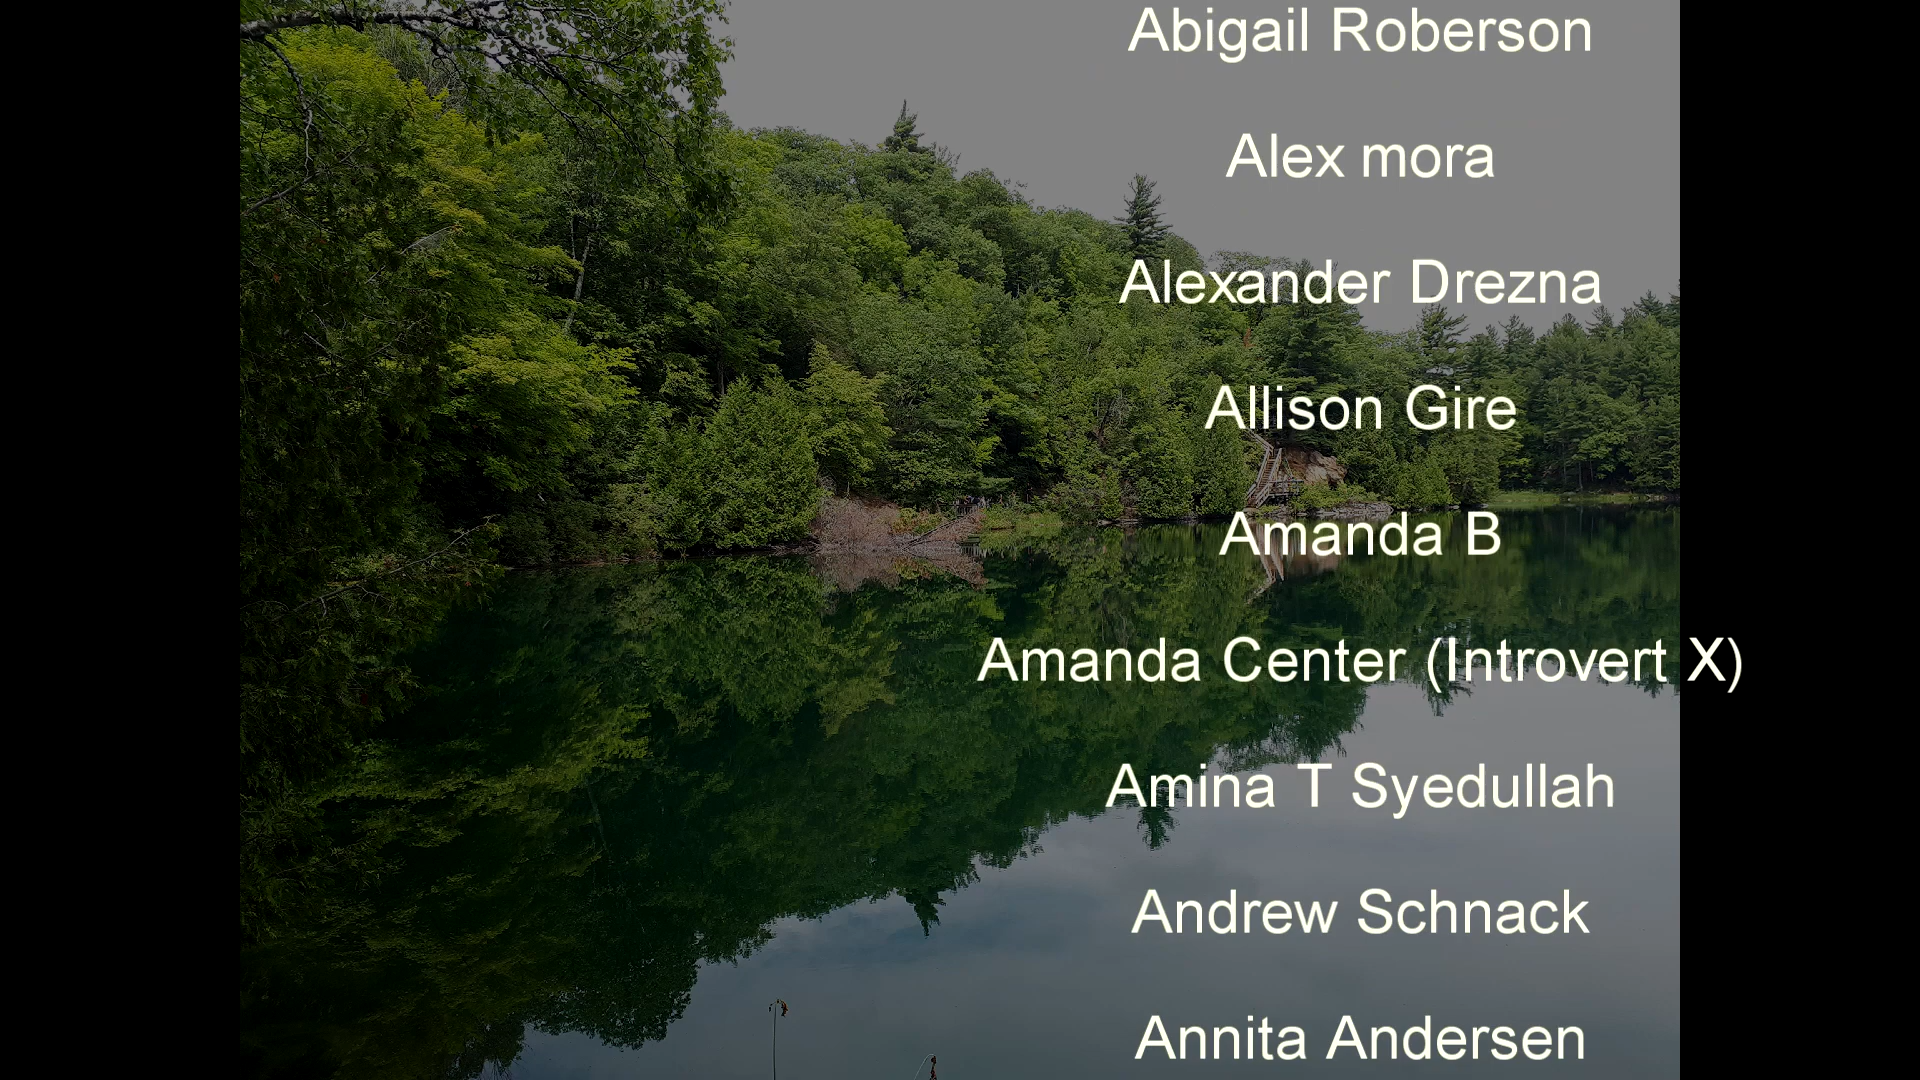 Abigail Roberson
Alex mora
Alexander Drezna
Allison Gire
Amanda B
Amanda Center (Introvert X)
Amina T Syedullah
Andrew Schnack
Annita Andersen